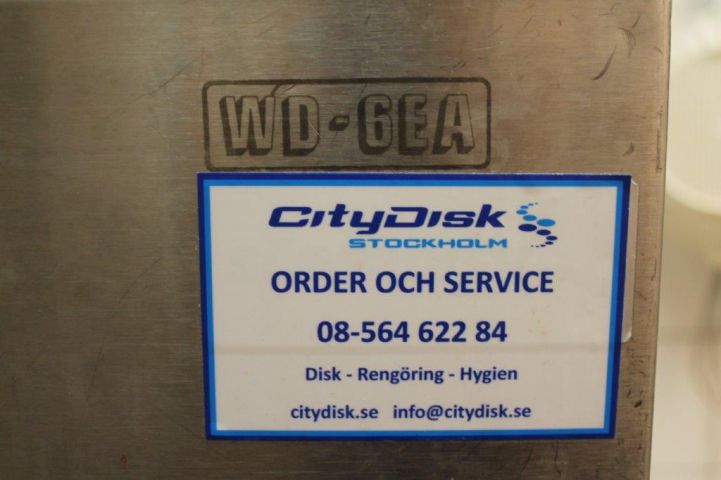 WD-6EA
CityDisk
STOCKHOLM
ORDER OCH SERVICE
08-564 622 84
Disk - Rengöring - Hygien
citydisk.se info@citydisk.se